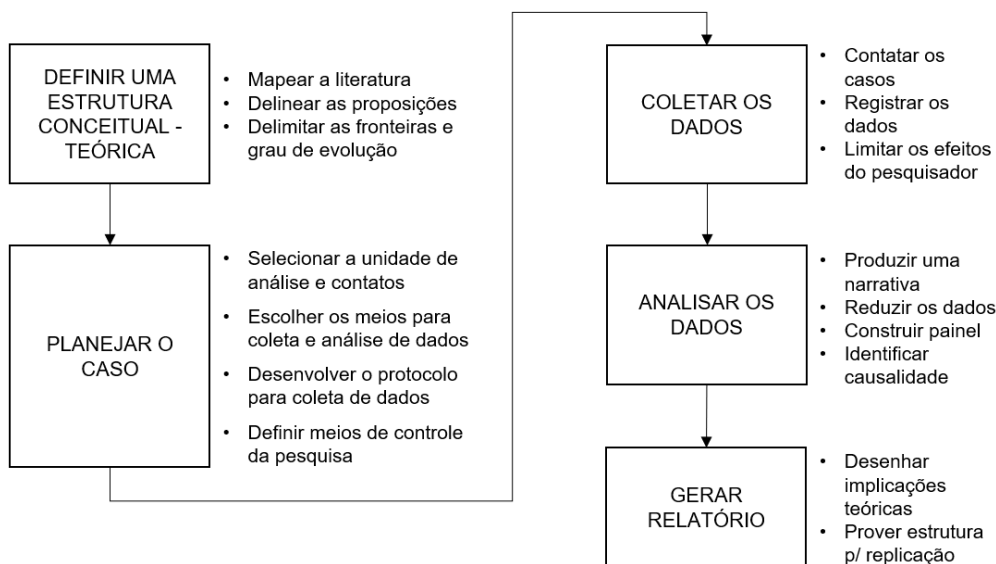 DEFINIR UMA
ESTRUTURA
CONCEITUAL -
TEÓRICA
• Mapear a literatura
• Delinear as proposições
• Delimitar as fronteiras e
grau de evolução
PLANEJAR O
CASO
• Selecionar a unidade de
análise e contatos
• Escolher os meios para
coleta e análise de dados
• Desenvolver o protocolo
para coleta de dados
• Definir meios de controle
da pesquisa
COLETAR OS
DADOS
• Contatar os
casos
• Registrar os
dados
• Limitar os efeitos
do pesquisador
ANALISAR OS
DADOS
• Produzir uma
narrativa
• Reduzir os dados
• Construir painel
• Identificar
causalidade
GERAR
RELATÓRIO
• Desenhar
implicações
teóricas
• Prover estrutura
p/ replicação